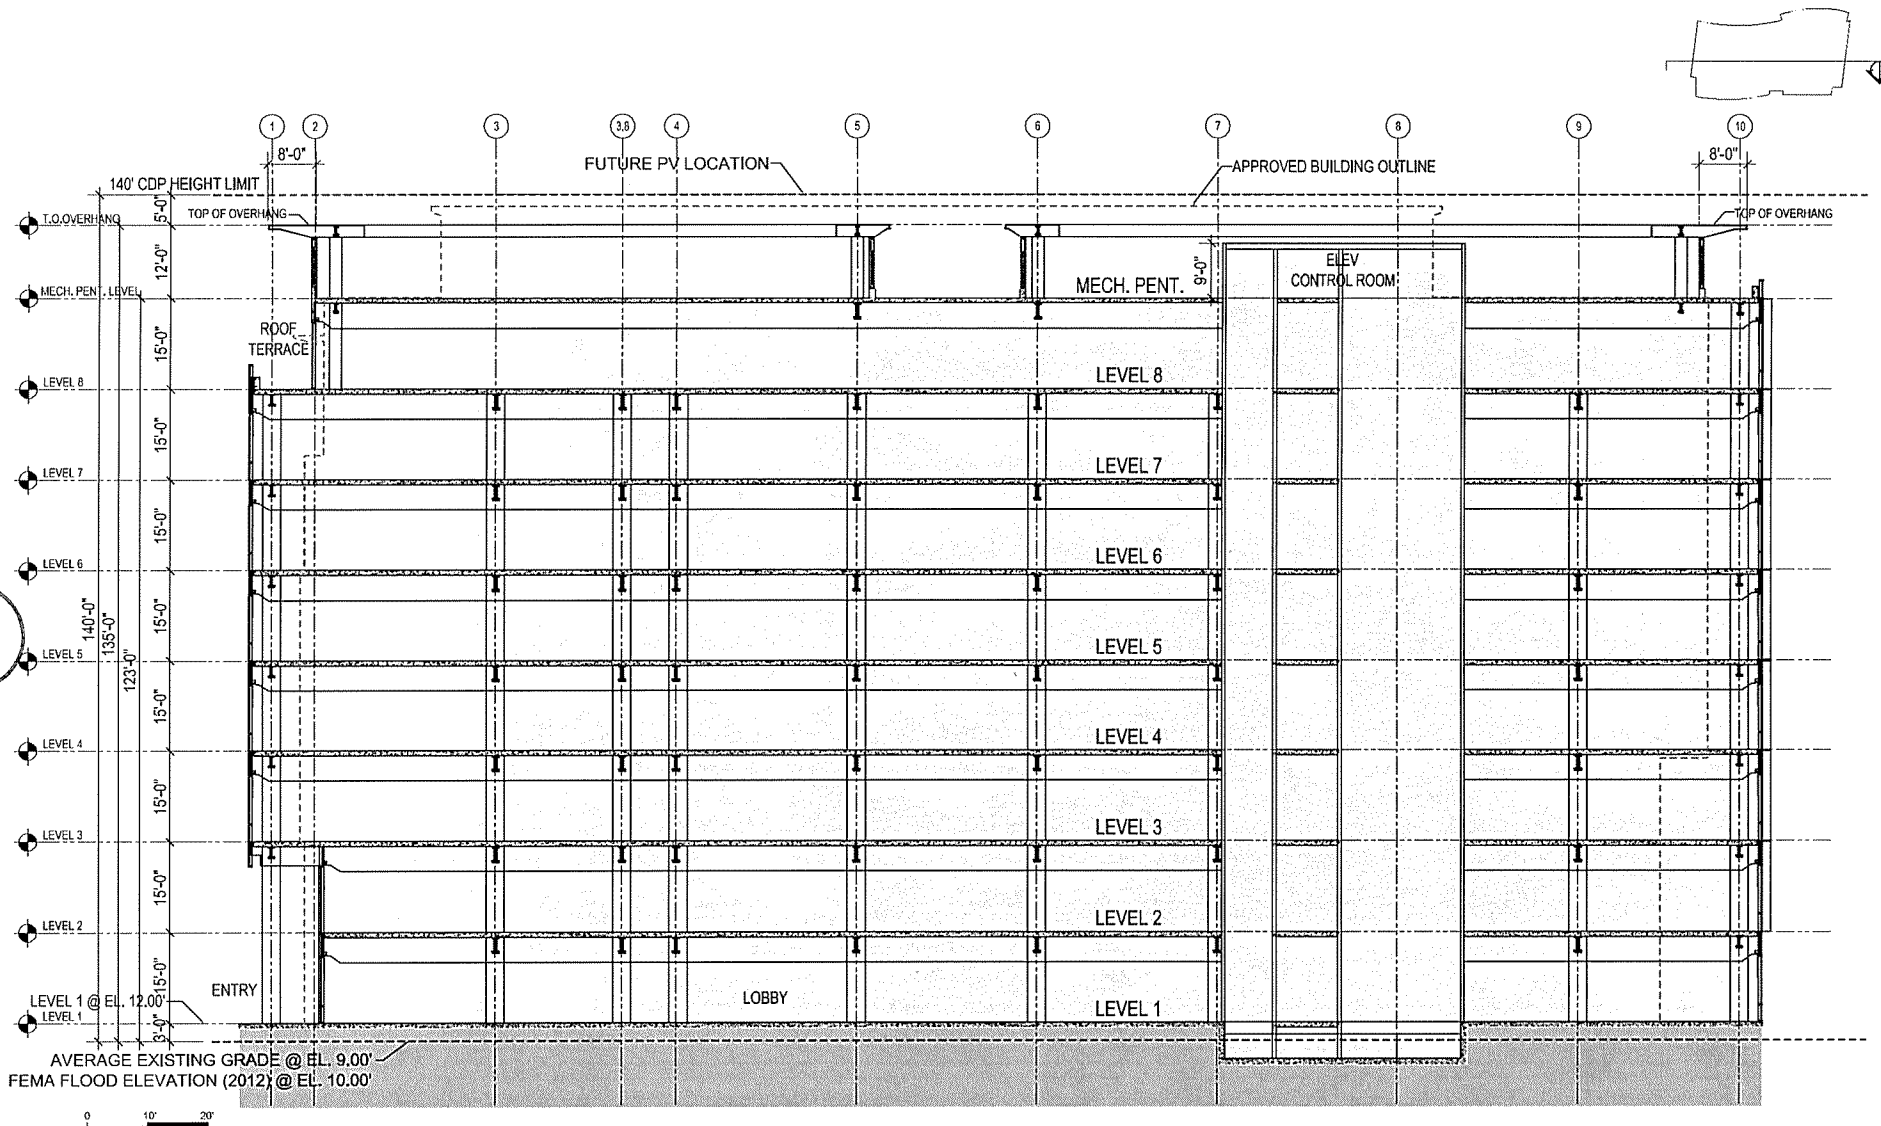 1
2
3
3.8
4
5
6
7
8
9
10
8'-0"
8'-0"
FUTURE PV LOCATION
APPROVED BUILDING OUTLINE
140' CDP HEIGHT LIMIT
5'-0"
T.O.OVERHANG
TOP OF OVERHANG
TOP OF OVERHANG
12'-0"
9'-0"
ELEV
CONTROL ROOM
MECH. PENT.
MECH. PENT. LEVEL
ROOF
TERRACE
15'-0"
LEVEL 8
LEVEL 8
15'-0"
LEVEL 7
LEVEL 7
15'-0"
LEVEL 6
LEVEL 6
140'-0"
135'-0"
123'-0"
15'-0"
LEVEL 5
LEVEL 5
15'-0"
LEVEL 4
LEVEL 4
15'-0"
LEVEL 3
LEVEL 3
15'-0"
LEVEL 2
LEVEL 2
15'-0"
ENTRY
LOBBY
LEVEL 1 @ EL. 12.00'
LEVEL 1
LEVEL 1
3'-0"
AVERAGE EXISTING GRADE @ EL. 9.00'
FEMA FLOOD ELEVATION (2012) @ EL. 10.00'
0 10' 20'